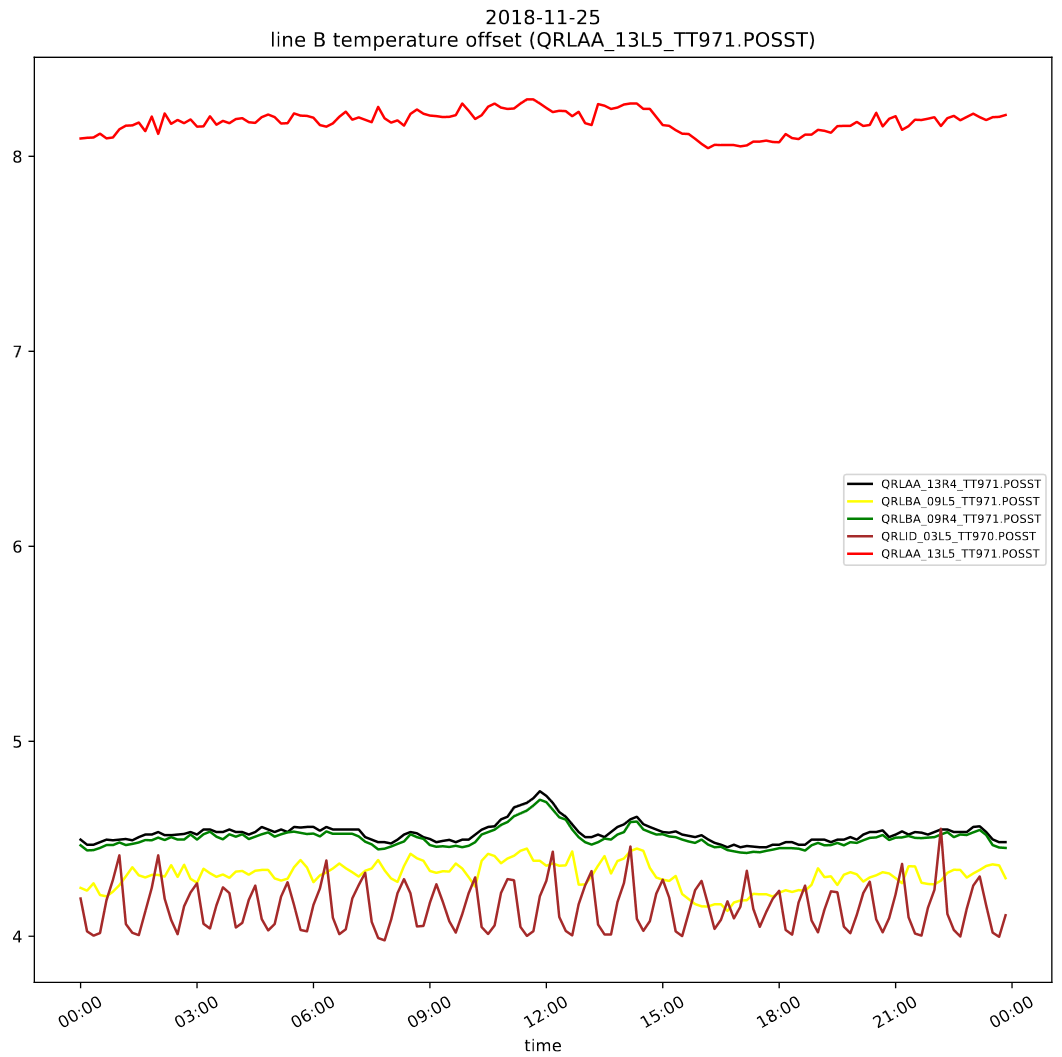 2018-11-25
line B temperature offset (QRLAA_13L5_TT971.POSST)
8
7
6
5
4
QRLAA_13R4_TT971.POSST
QRLBA_09L5_TT971.POSST
QRLBA_09R4_TT971.POSST
QRLID_03L5_TT970.POSST
QRLAA_13L5_TT971.POSST
00:00 03:00 06:00 09:00 12:00 15:00 18:00 21:00 00:00
time